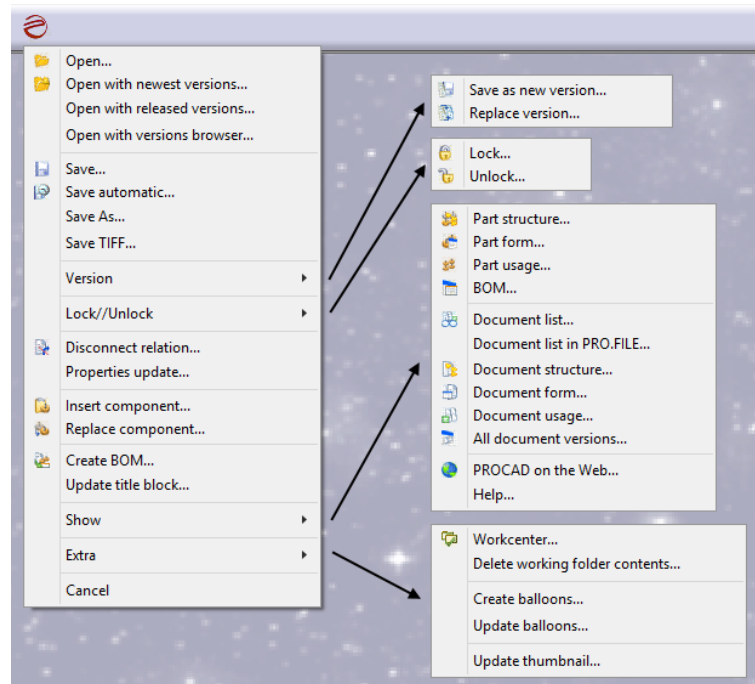 Open...
Open with newest versions...
Open with released versions...
Open with versions browser...
Save...
Save automatic...
Save As...
Save TIFF...
Version
Lock//Unlock
Disconnect relation...
Properties update...
Insert component...
Replace component...
Create BOM...
Update title block...
Show
Extra
Cancel
Save as new version...
Replace version...
Lock...
Unlock...
Part structure...
Part form...
Part usage...
BOM...
Document list...
Document list in PRO.FILE...
Document structure...
Document form...
Document usage...
All document versions...
PROCAD on the Web...
Help...
Workcenter...
Delete working folder contents...
Create balloons...
Update balloons...
Update thumbnail...